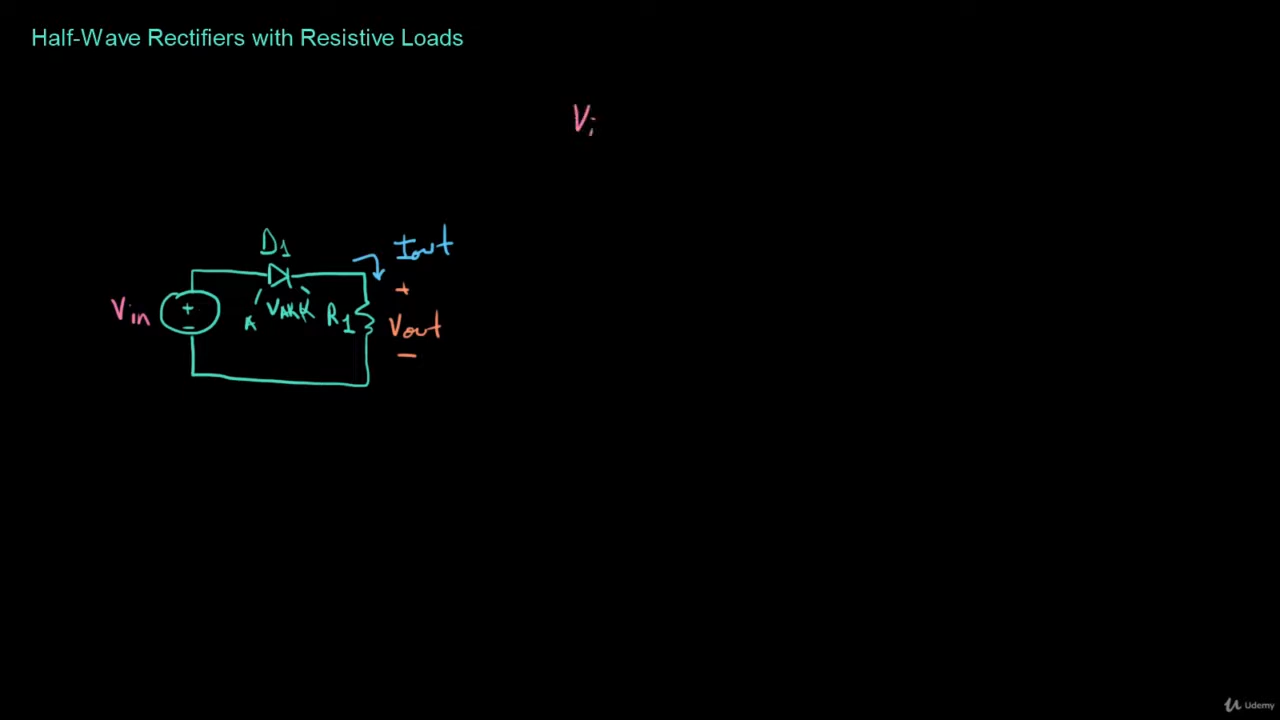 Half-Wave Rectifiers with Resistive Loads
Vi
D1
Iout
+
Vin
+
-
A
VAK
K
R1
Vout
-
Udemy